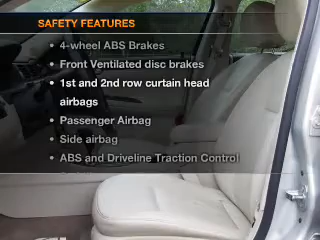 SAFETY FEATURES
• 4-wheel ABS Brakes
• Front Ventilated disc brakes
• 1st and 2nd row curtain head
airbags
• Passenger Airbag
• Side airbag
• ABS and Driveline Traction Control